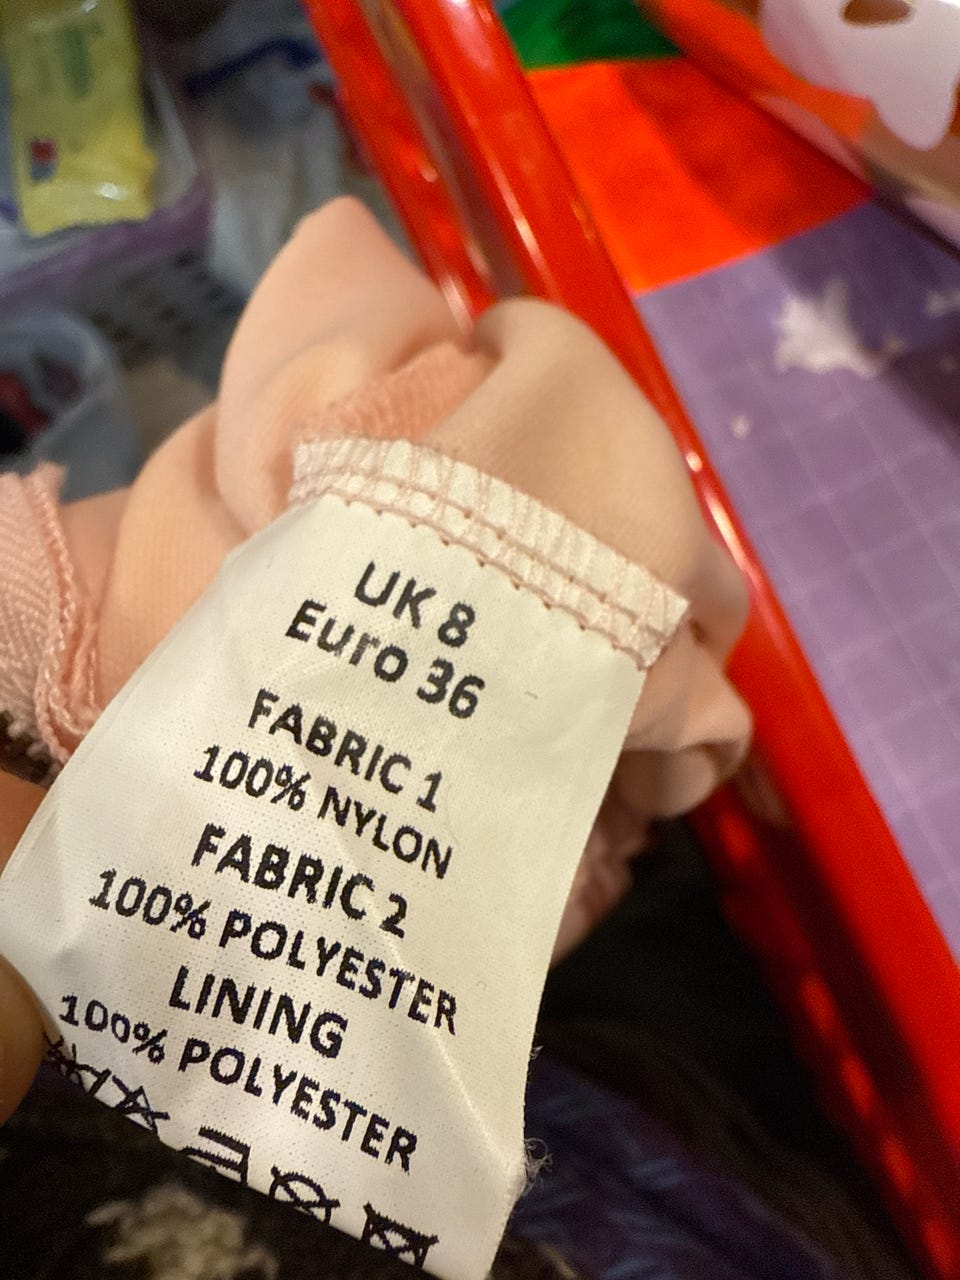 UK 8
Euro 36
FABRIC 1
100% NYLON
FABRIC 2
100% POLYESTER
LINING
100% POLYESTER